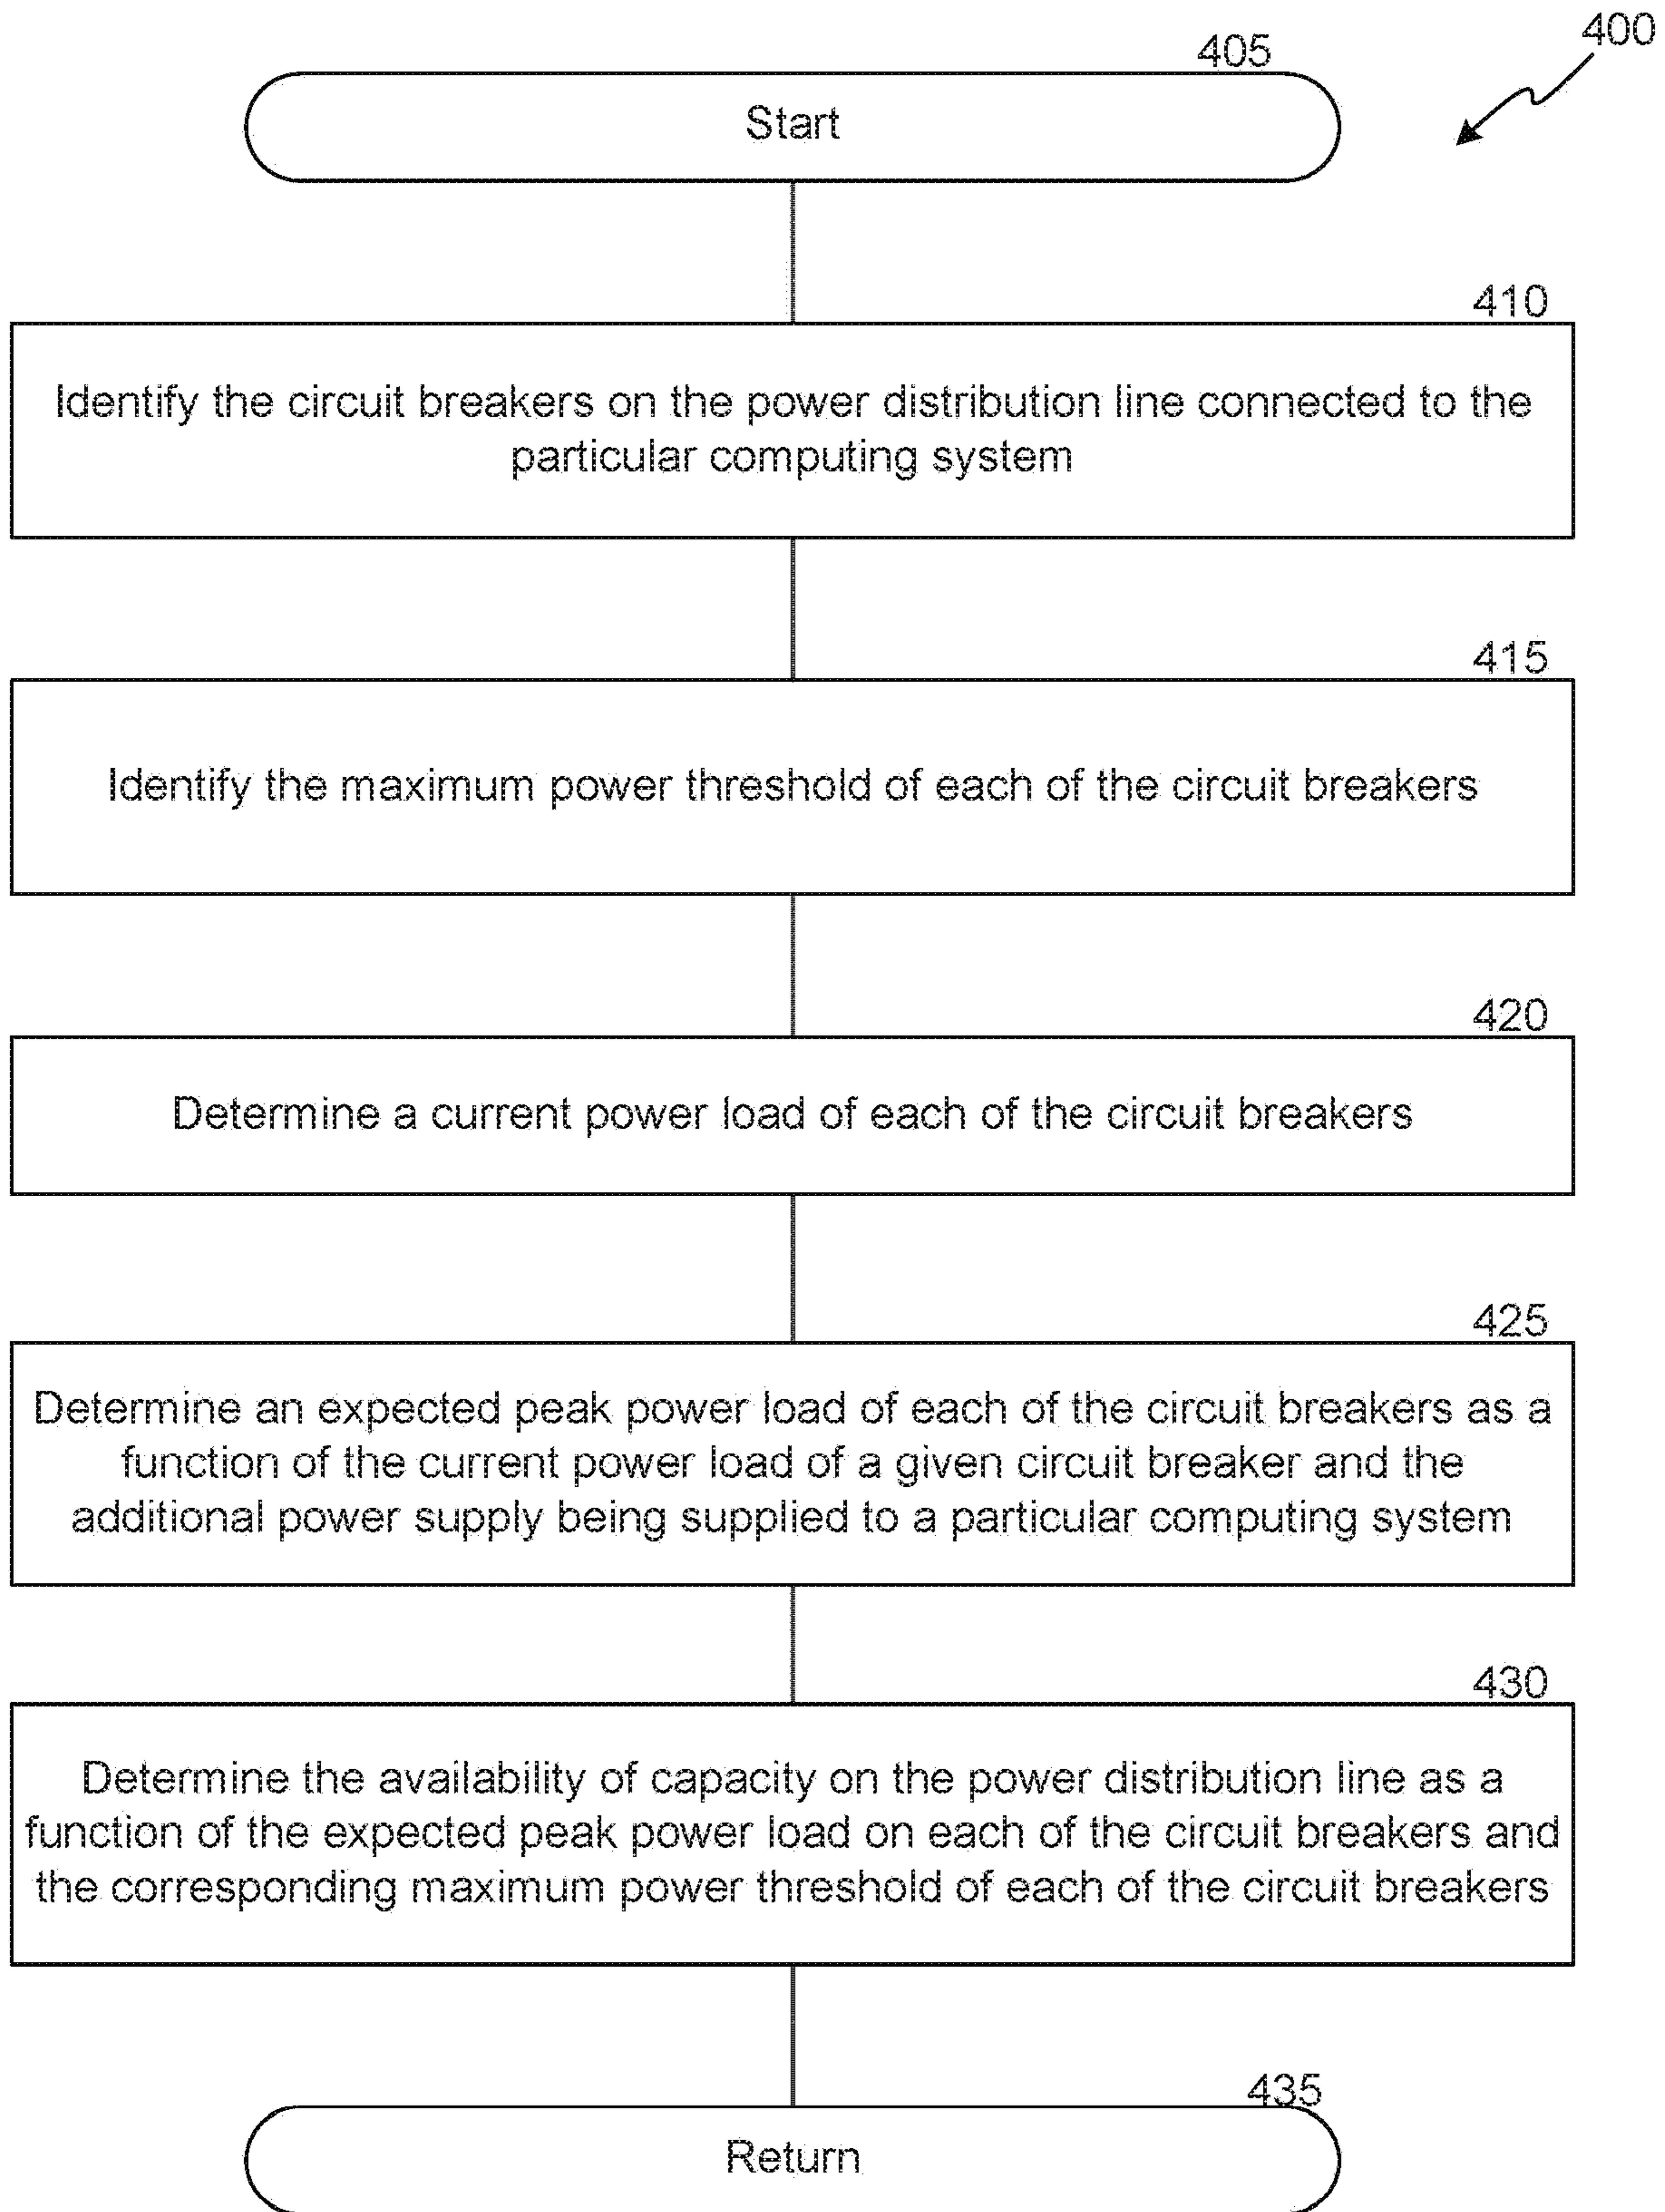 400
405
Start
410
Identify the circuit breakers on the power distribution line connected to the
particular computing system
415
Identify the maximum power threshold of each of the circuit breakers
420
Determine a current power load of each of the circuit breakers
425
Determine an expected peak power load of each of the circuit breakers as a
function of the current power load of a given circuit breaker and the
additional power supply being supplied to a particular computing system
430
Determine the availability of capacity on the power distribution line as a
function of the expected peak power load on each of the circuit breakers and
the corresponding maximum power threshold of each of the circuit breakers
435
Return